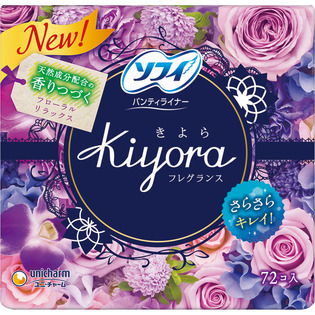 New!
天然成分配合の
香りつづく
フローラル
リラックス
ソフィ
パンティライナー
きよら
Kiyora
フレグランス
さらさら
キレイ!
unicharm
ユニ・チャーム
72コ入